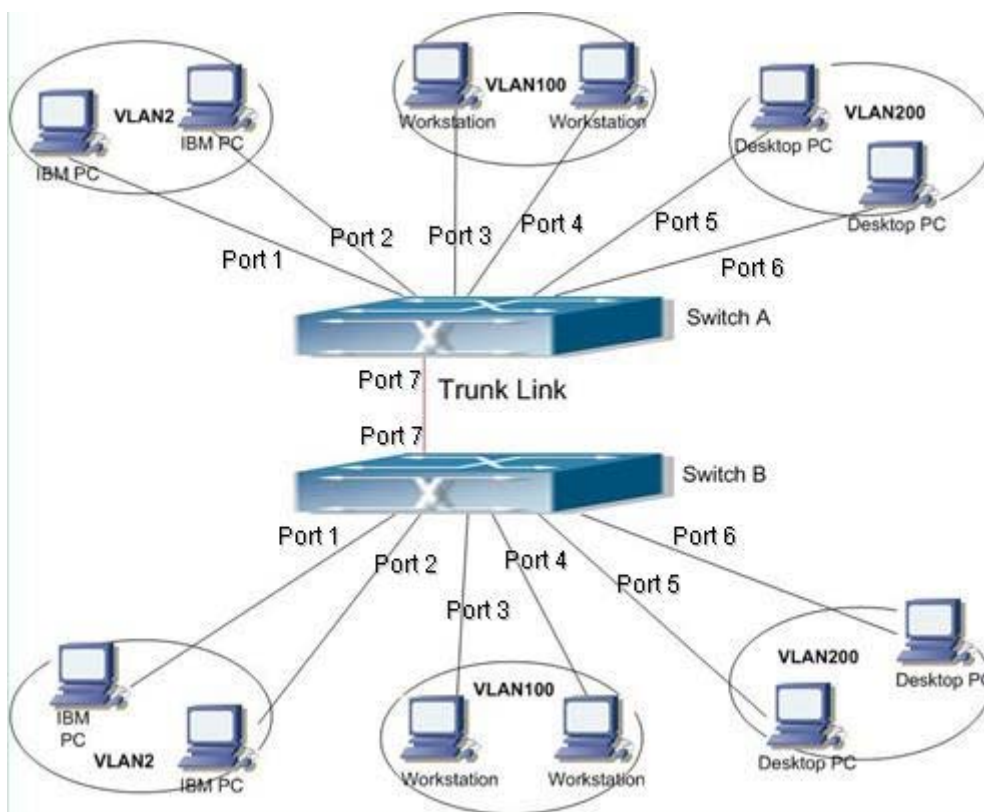 VLAN2
IBM PC
IBM PC
VLAN100
Workstation
Workstation
VLAN200
Desktop PC
Desktop PC
Port 1
Port 2
Port 3
Port 4
Port 5
Port 6
Switch A
Port 7
Trunk Link
Port 7
Switch B
Port 1
Port 2
Port 3
Port 4
Port 5
Port 6
IBM
PC
VLAN2
IBM PC
VLAN100
Workstation
Workstation
VLAN200
Desktop PC
Desktop PC